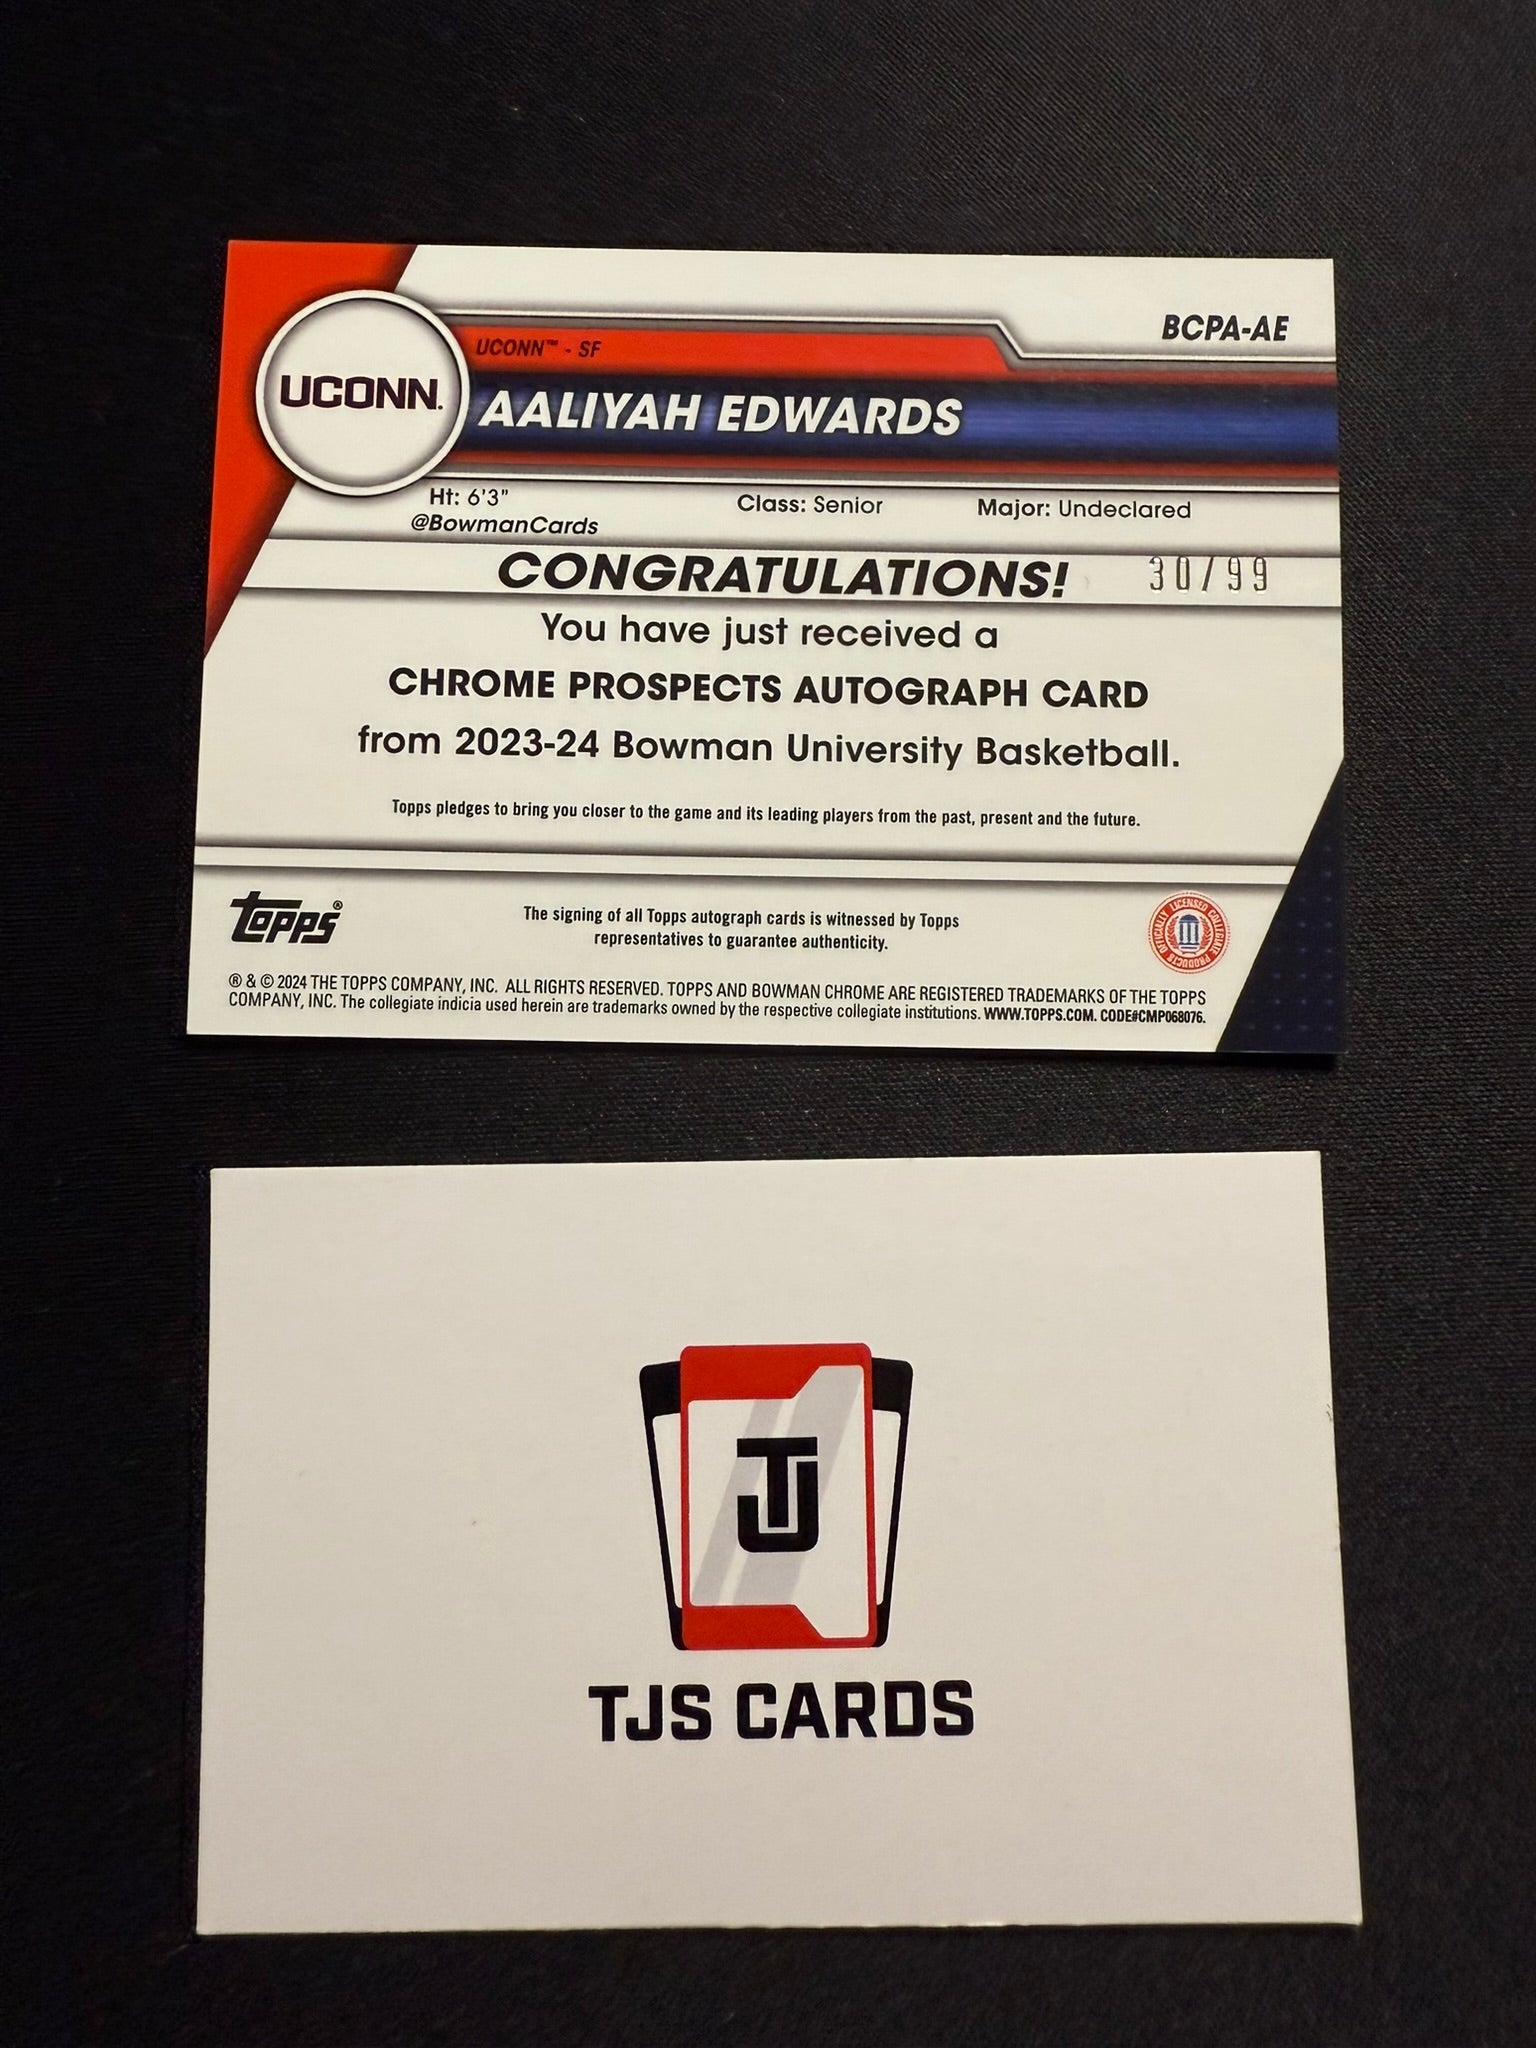 BCPA-AE
UCONN™ - SF
UCONN.
AALIYAH EDWARDS
Ht: 6'3" Class: Senior Major: Undeclared
@BowmanCards
CONGRATULATIONS! 30/99
You have just received a
CHROME PROSPECTS AUTOGRAPH CARD
from 2023-24 Bowman University Basketball.
Topps pledges to bring you closer to the game and its leading players from the past, present and the future.
topps®
The signing of all Topps autograph cards is witnessed by Topps
representatives to guarantee authenticity.
OFFICIALLY LICENSED COLLEGIATE PRODUCTS
® & © 2024 THE TOPPS COMPANY, INC. ALL RIGHTS RESERVED. TOPPS AND BOWMAN CHROME ARE REGISTERED TRADEMARKS OF THE TOPPS
COMPANY, INC. The collegiate indicia used herein are trademarks owned by the respective collegiate institutions. WWW.TOPPS.COM. CODE#CMP068076.
TJ
TJS CARDS